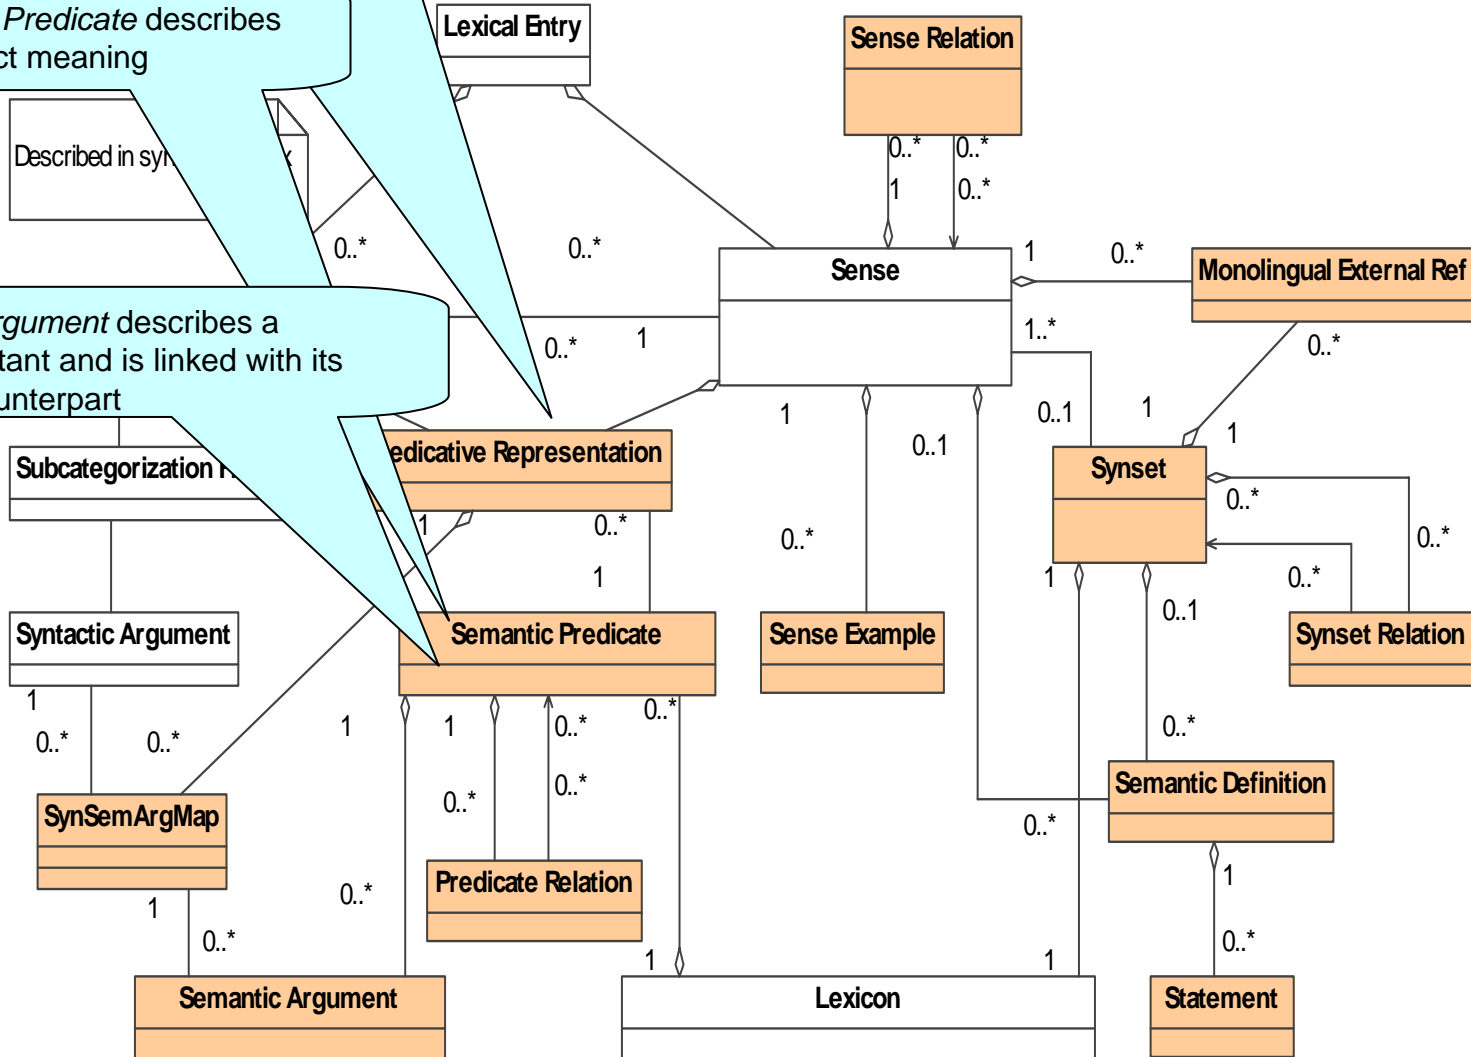 Predicate describes
ct meaning
Lexical Entry
Sense Relation
Described in syn
x
0..*
0..*
1
0..*
0..*
0..*
Sense
1
0..*
Monolingual External Ref
rgument describes a
tant and is linked with its
unterpart
0..*
1
1..*
0..*
1
0..1
0..1
1
1
Subcategorization
edicative Representation
Synset
0..*
1
0..*
0..*
0..*
1
1
0..*
0..1
Syntactic Argument
Semantic Predicate
Sense Example
Synset Relation
1
0..*
0..*
1
1
0..*
0..*
0..*
0..*
0..*
Semantic Definition
SynSemArgMap
0..*
Predicate Relation
0..*
1
1
0..*
0..*
1
1
Semantic Argument
Lexicon
Statement